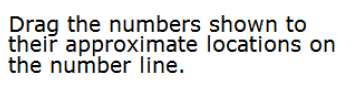 Drag the numbers shown to
their approximate locations on
the number line.